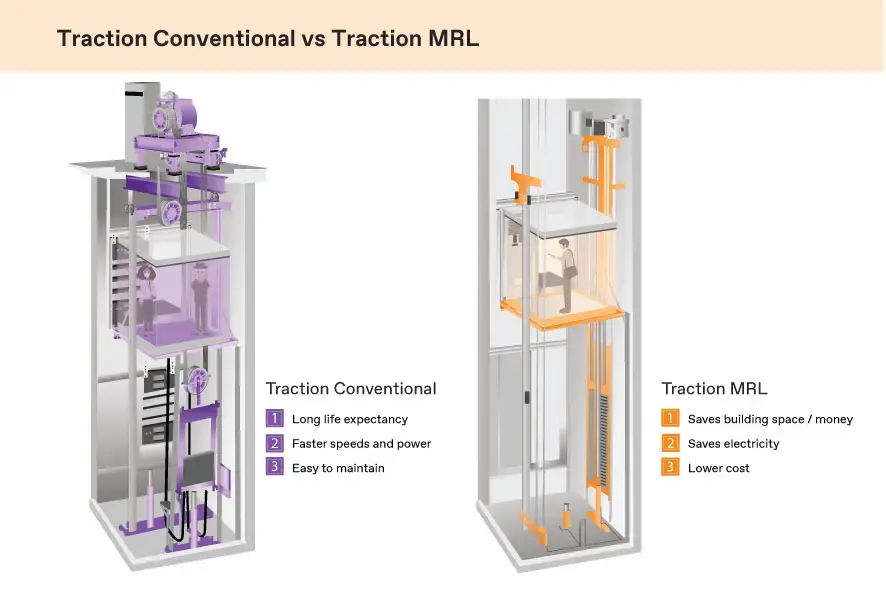 Traction Conventional vs Traction MRL
Traction Conventional
1 Long life expectancy
2 Faster speeds and power
3 Easy to maintain
Traction MRL
1 Saves building space / money
2 Saves electricity
3 Lower cost